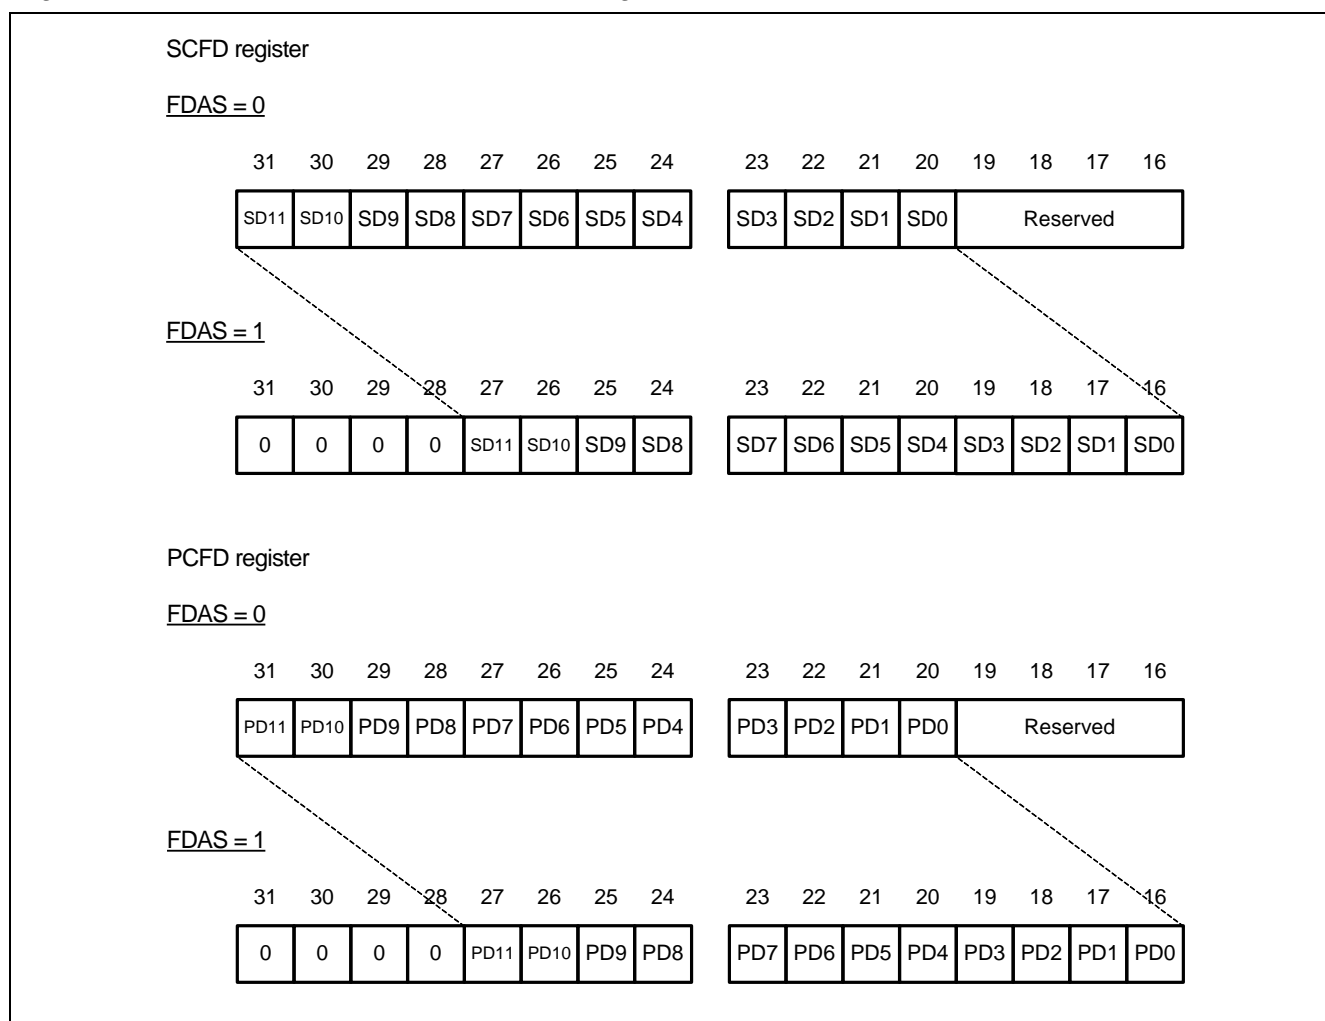 SCFD register
FDAS = 0
31 30 29 28 27 26 25 24 23 22 21 20 19 18 17 16
SD11 SD10 SD9 SD8 SD7 SD6 SD5 SD4 SD3 SD2 SD1 SD0 Reserved
FDAS = 1
31 30 29 28 27 26 25 24 23 22 21 20 19 18 17 16
0 0 0 0 SD11 SD10 SD9 SD8 SD7 SD6 SD5 SD4 SD3 SD2 SD1 SD0
PCFD register
FDAS = 0
31 30 29 28 27 26 25 24 23 22 21 20 19 18 17 16
PD11 PD10 PD9 PD8 PD7 PD6 PD5 PD4 PD3 PD2 PD1 PD0 Reserved
FDAS = 1
31 30 29 28 27 26 25 24 23 22 21 20 19 18 17 16
0 0 0 0 PD11 PD10 PD9 PD8 PD7 PD6 PD5 PD4 PD3 PD2 PD1 PD0